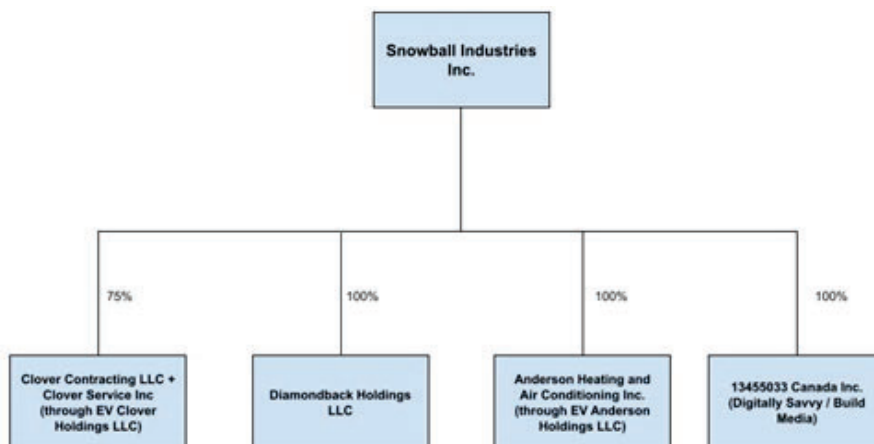 Snowball Industries
Inc.
75%
100%
100%
100%
Clover Contracting LLC +
Clover Service Inc
(through EV Clover
Holdings LLC)
Diamondback Holdings
LLC
Anderson Heating and
Air Conditioning Inc.
(through EV Anderson
Holdings LLC)
13455033 Canada Inc.
(Digitally Savvy / Build
Media)